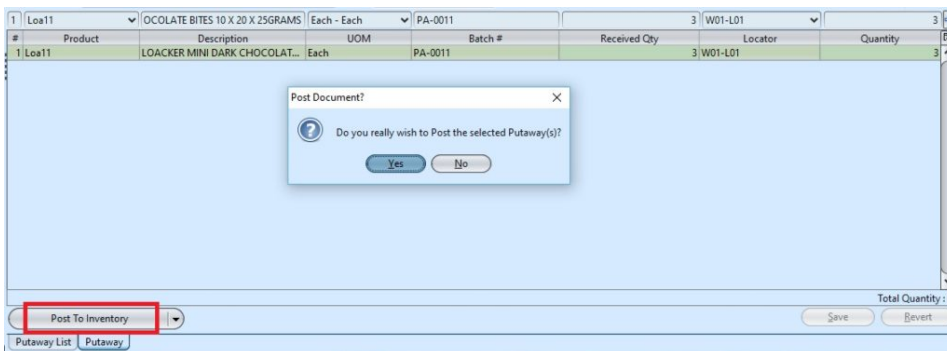 1 Loa11 OCOLATE BITES 10 X 20 X 25GRAMS Each - Each PA-0011 3 W01-L01 3
# Product Description UOM Batch # Received Qty Locator Quantity
1 Loa11 LOACKER MINI DARK CHOCOLAT... Each PA-0011 3 W01-L01 3
Post Document?
Do you really wish to Post the selected Putaway(s)?
Yes No
Total Quantity :
Post To Inventory Save Revert
Putaway List Putaway